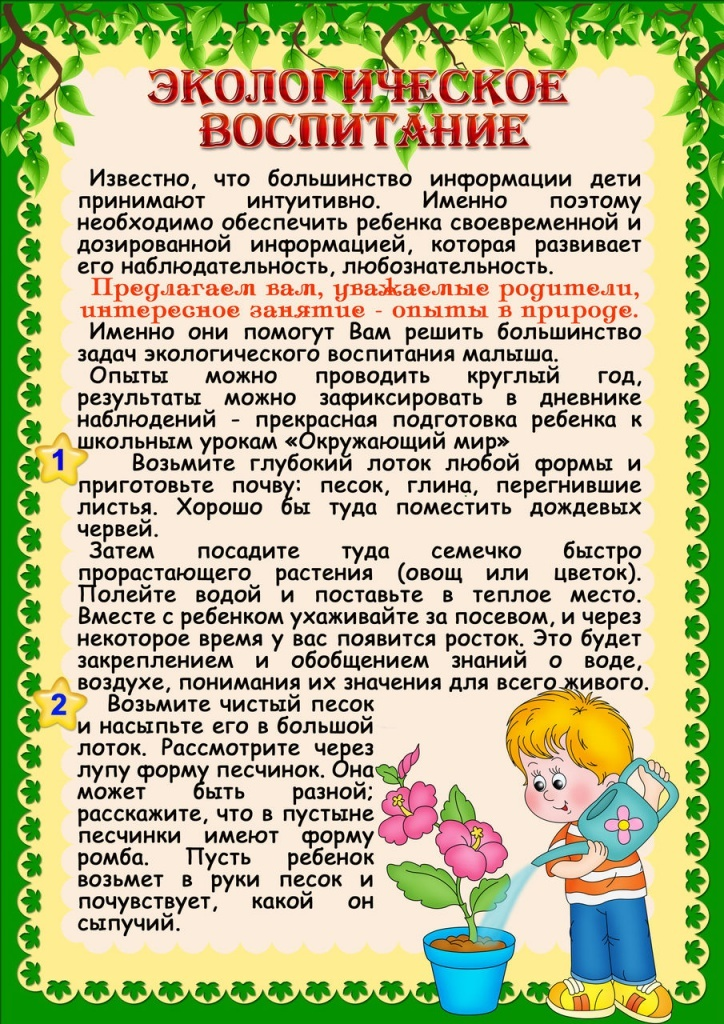 ЭКОЛОГИЧЕСКОЕ
ВОСПИТАНИЕ
Известно, что большинство информации дети
принимают интуитивно. Именно поэтому
необходимо обеспечить ребенка своевременной и
дозированной информацией, которая развивает
его наблюдательность, любознательность.
Предлагаем вам, уважаемые родители,
интересное занятие - опыты в природе.
Именно они помогут Вам решить большинство
задач экологического воспитания малыша.
Опыты можно проводить круглый год,
результаты можно зафиксировать в дневнике
наблюдений - прекрасная подготовка ребенка к
школьным урокам «Окружающий мир»
1 Возьмите глубокий лоток любой формы и
приготовьте почву: песок, глина, перегнившие
листья. Хорошо бы туда поместить дождевых
червей.
Затем посадите туда семечко быстро
прорастающего растения (овощ или цветок).
Полейте водой и поставьте в теплое место.
Вместе с ребенком ухаживайте за посевом, и через
некоторое время у вас появится росток. Это будет
закреплением и обобщением знаний о воде,
воздухе, понимания их значения для всего живого.
2 Возьмите чистый песок
и насыпьте его в большой
лоток. Рассмотрите через
лупу форму песчинок. Она
может быть разной;
расскажите, что в пустыне
песчинки имеют форму
ромба. Пусть ребенок
возьмет в руки песок и
почувствует, какой он
сыпучий.